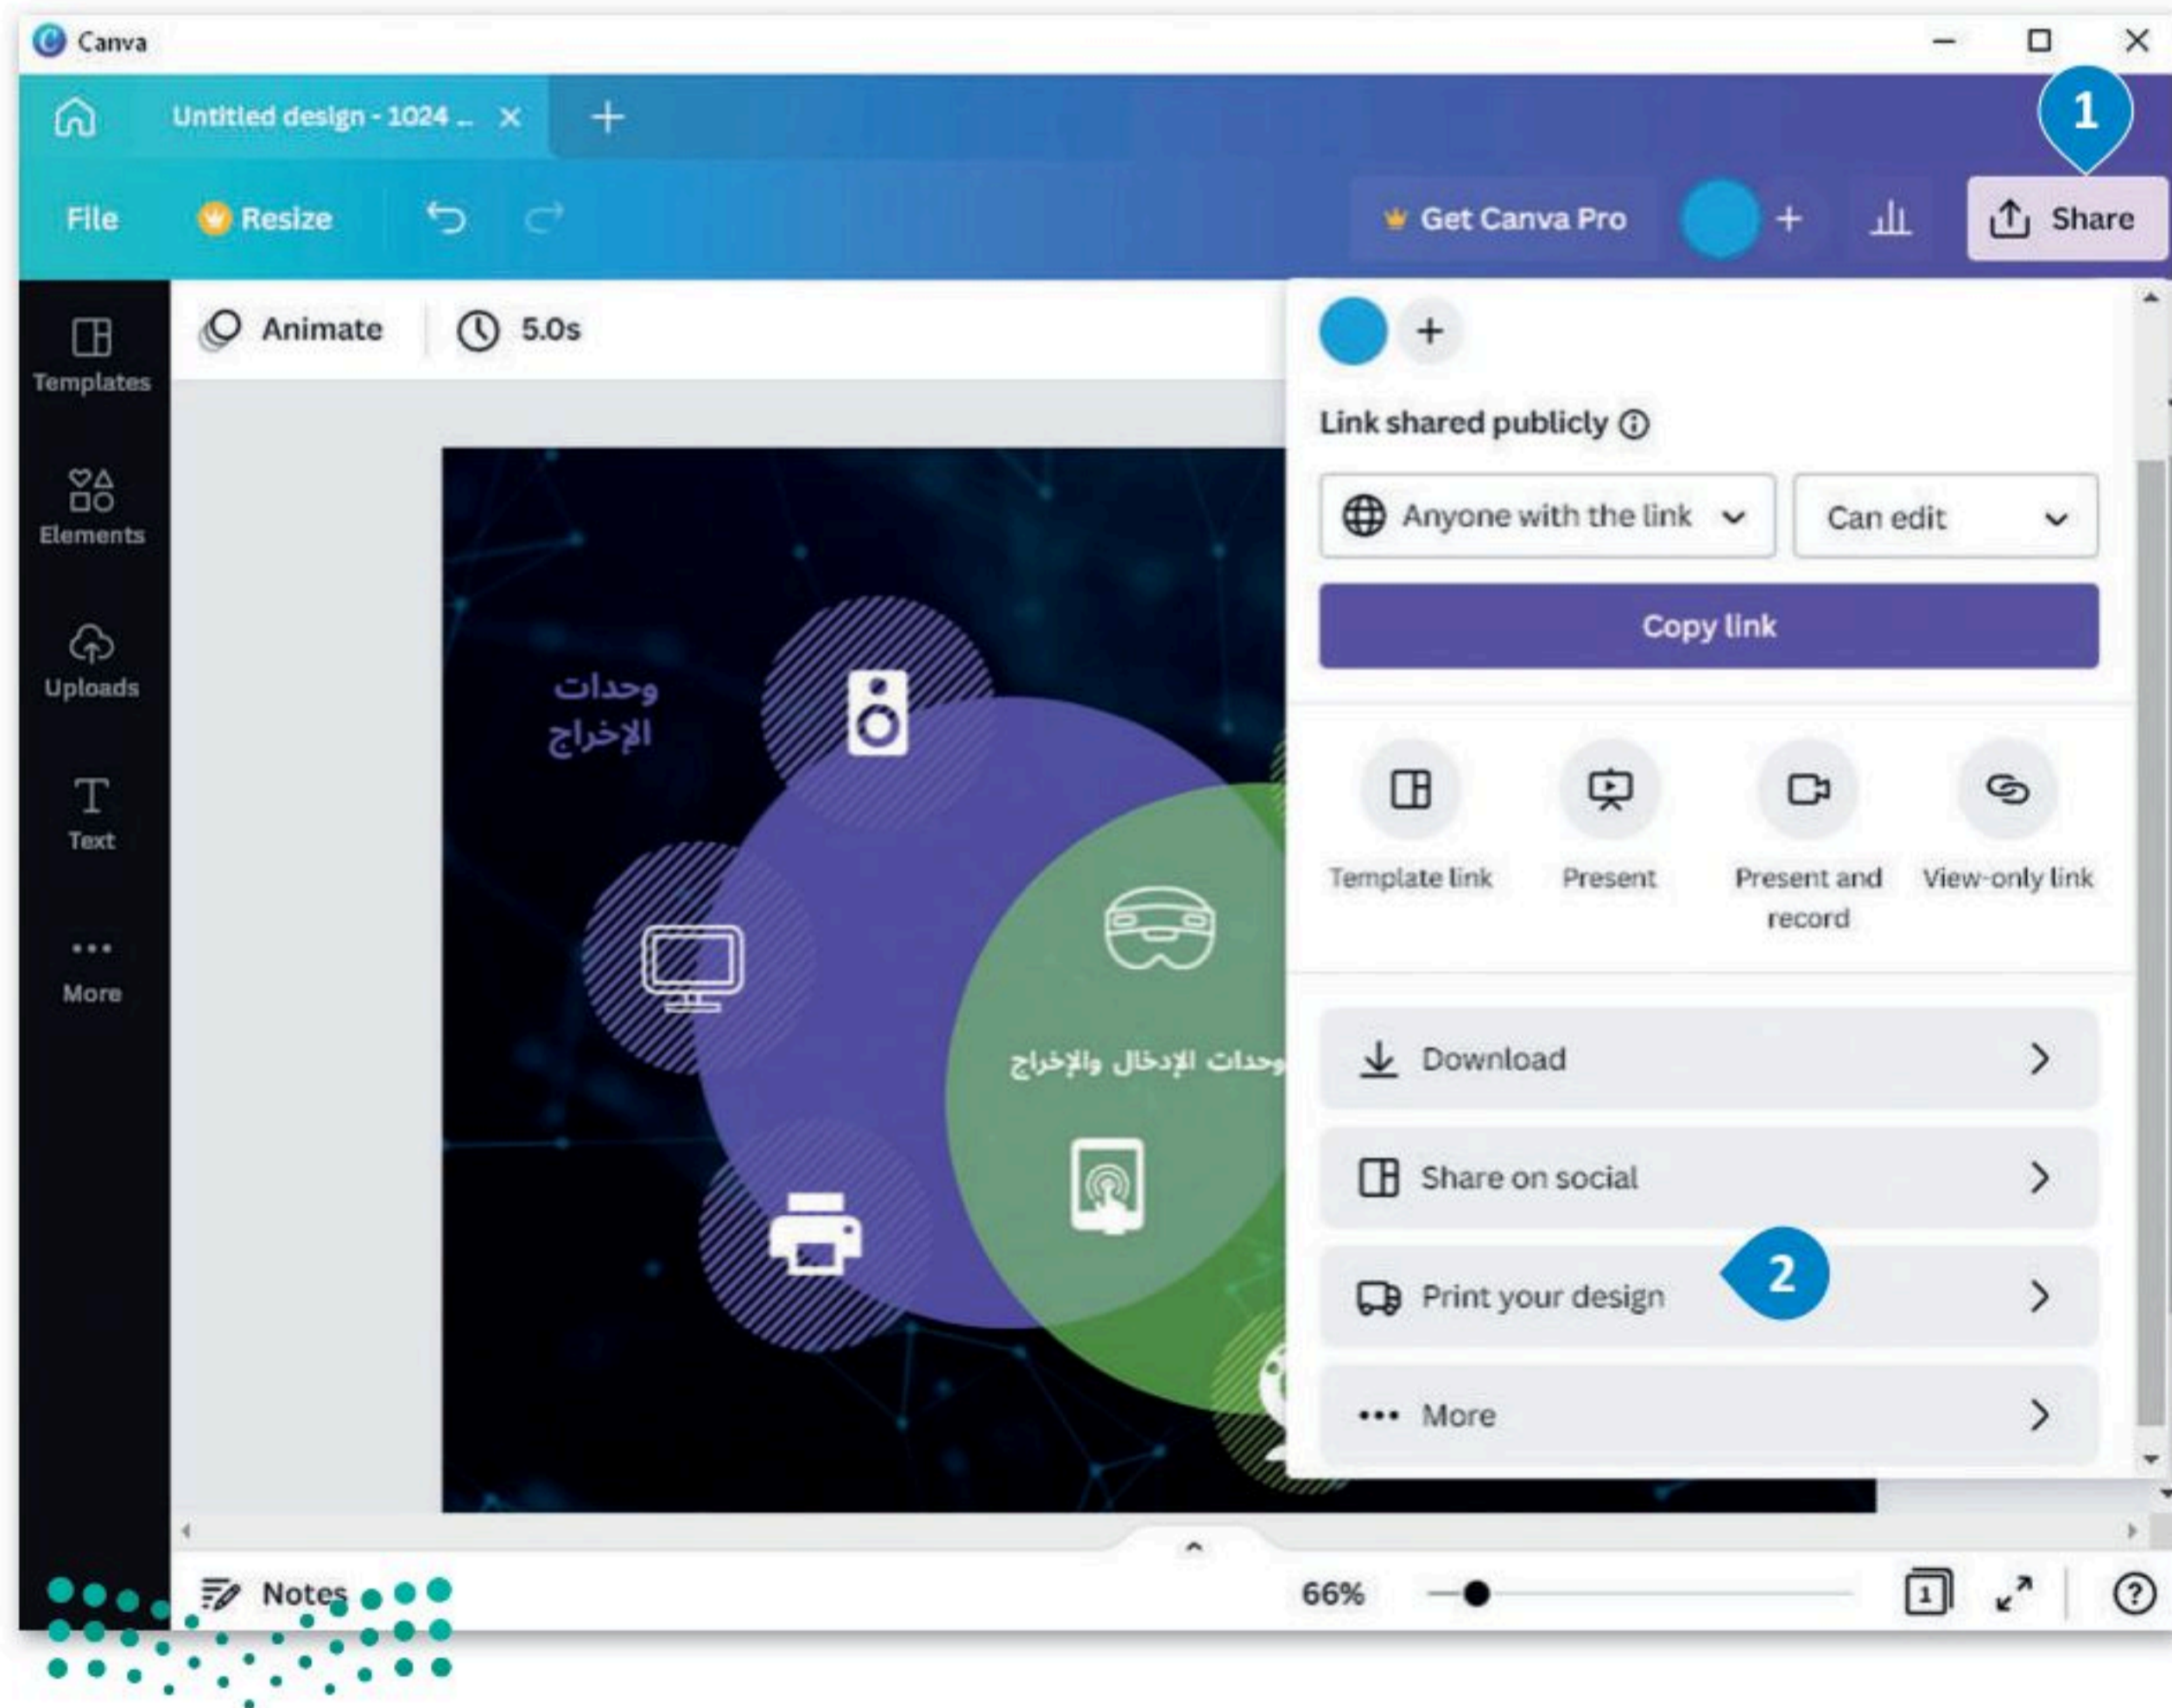 Canva
Untitled design - 1024 ...
1
File
Resize
Get Canva Pro
Share
Animate
5.0s
Templates
Elements
Uploads
Text
More
وحدات
الإخراج
وحدات الإدخال والإخراج
Link shared publicly
Anyone with the link
Can edit
Copy link
Template link
Present
Present and
record
View-only link
Download
Share on social
Print your design
2
More
Notes
66%
1
?